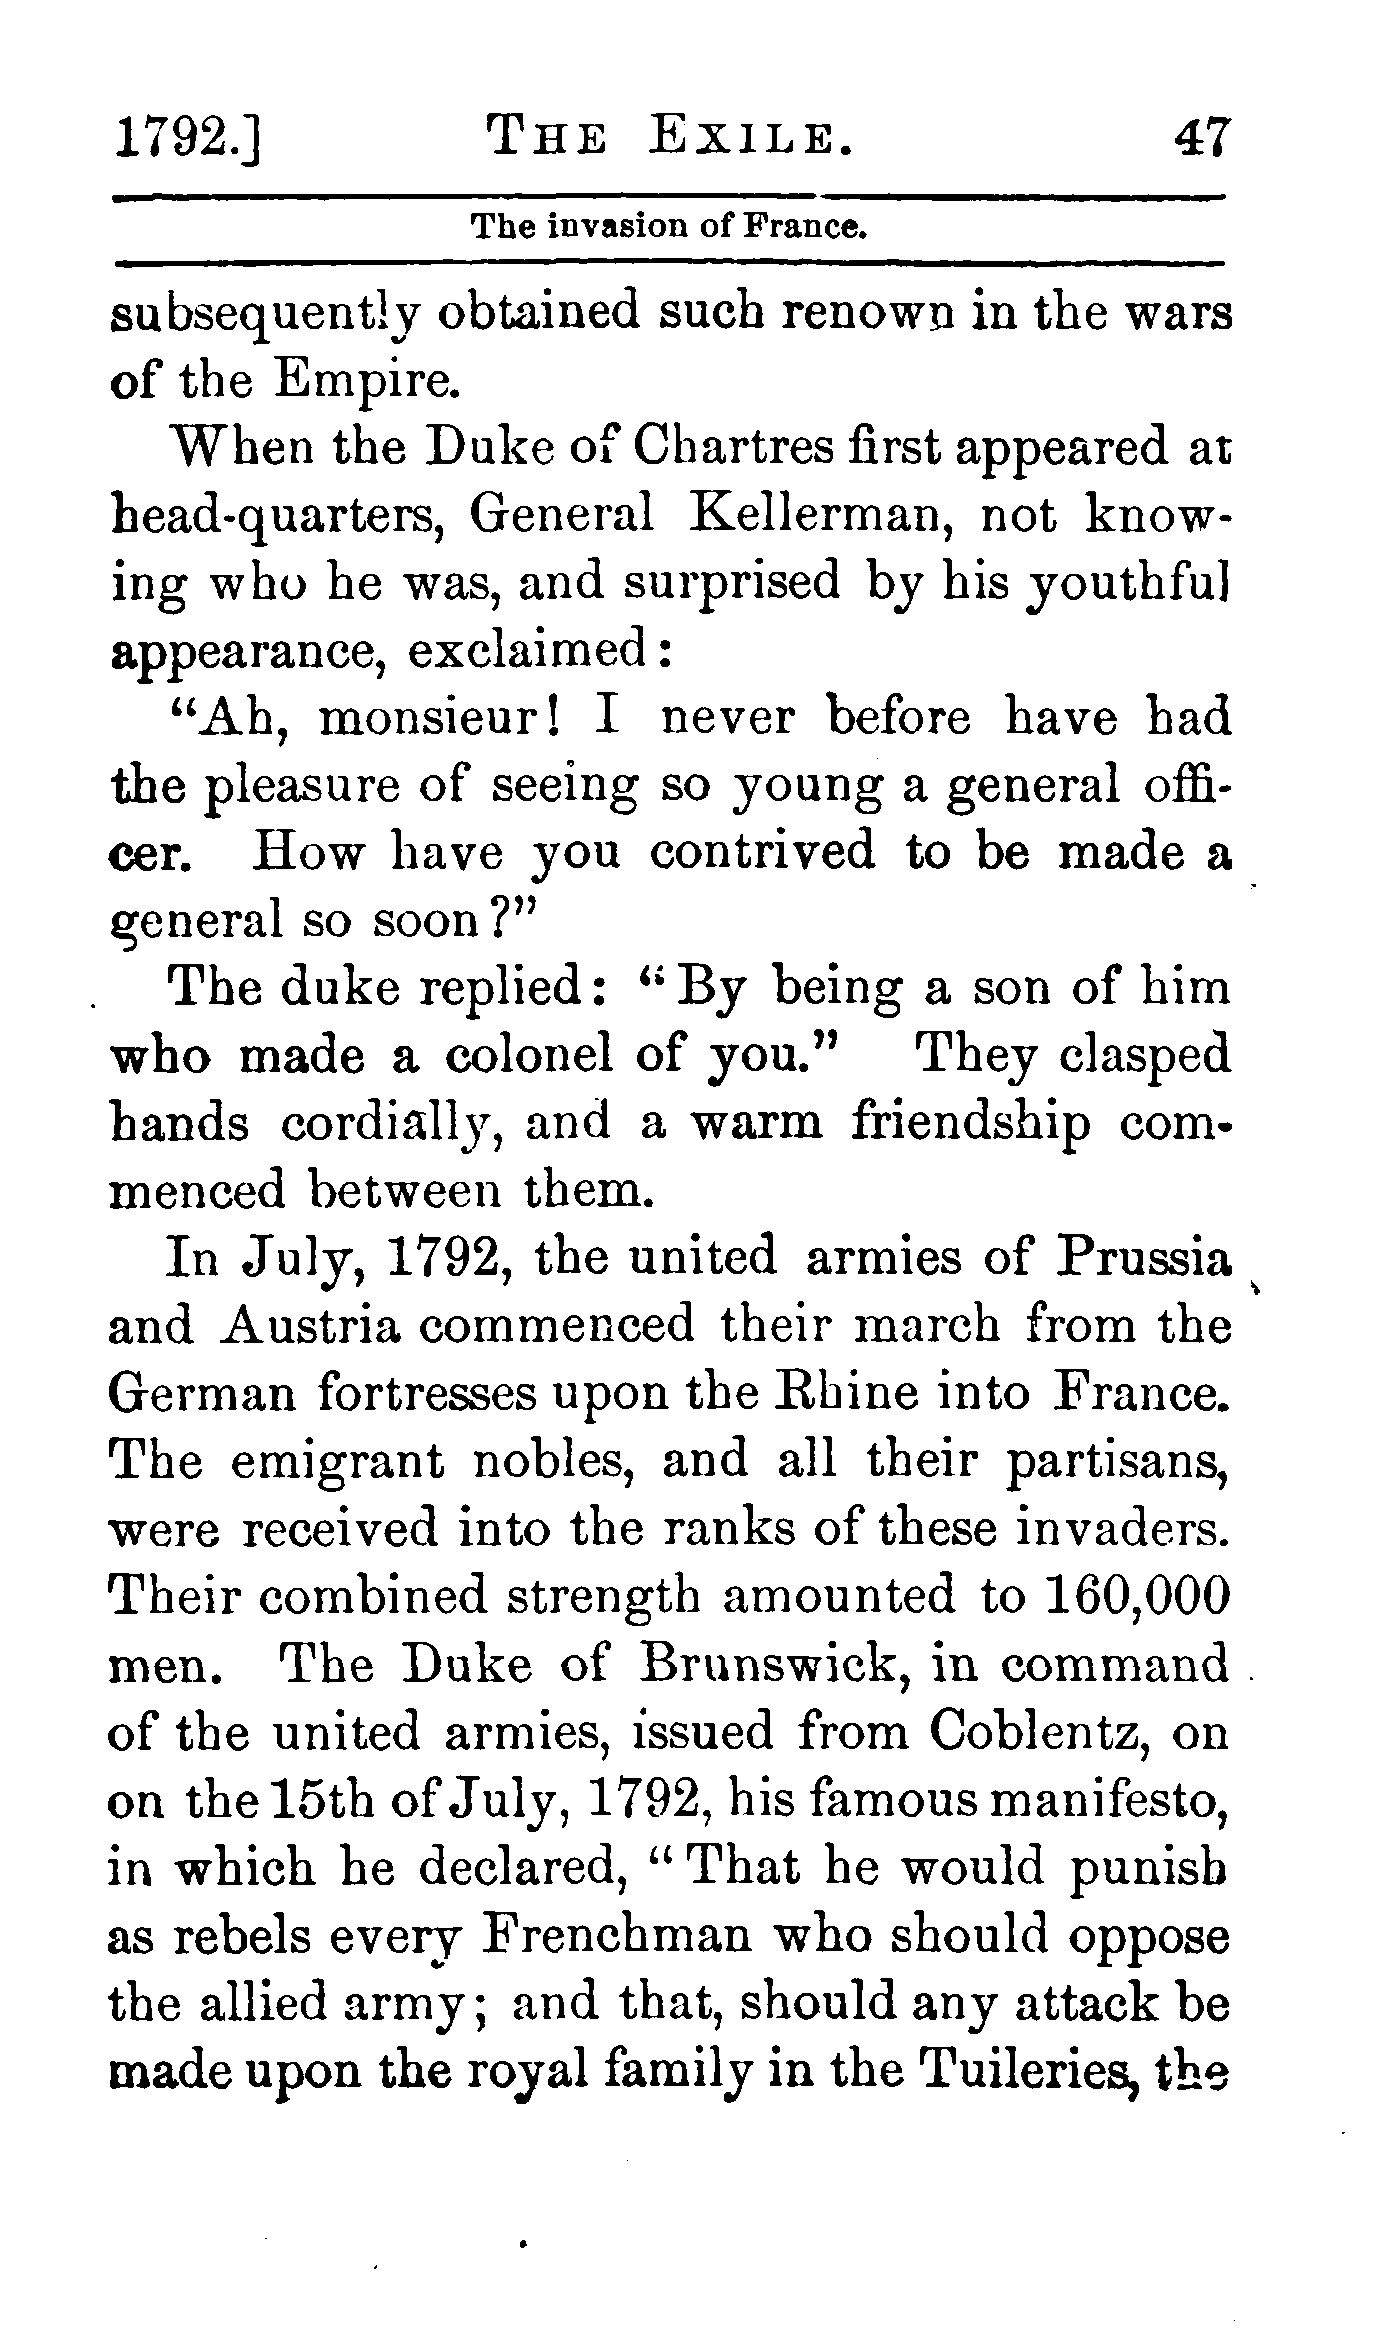 1792.] THE EXILE. 47
The invasion of France.
subsequently obtained such renown in the wars
of the Empire.
When the Duke of Chartres first appeared at
head-quarters, General Kellerman, not know-
ing who he was, and surprised by his youthful
appearance, exclaimed:
"Ah, monsieur! I never before have had
the pleasure of seeing so young a general offi-
cer. How have you contrived to be made a
general so soon?"
The duke replied: "By being a son of him
who made a colonel of you." They clasped
hands cordially, and a warm friendship com-
menced between them.
In July, 1792, the united armies of Prussia
and Austria commenced their march from the
German fortresses upon the Rhine into France.
The emigrant nobles, and all their partisans,
were received into the ranks of these invaders.
Their combined strength amounted to 160,000
men. The Duke of Brunswick, in command
of the united armies, issued from Coblentz, on
on the 15th of July, 1792, his famous manifesto,
in which he declared, "That he would punish
as rebels every Frenchman who should oppose
the allied army; and that, should any attack be
made upon the royal family in the Tuileries, the